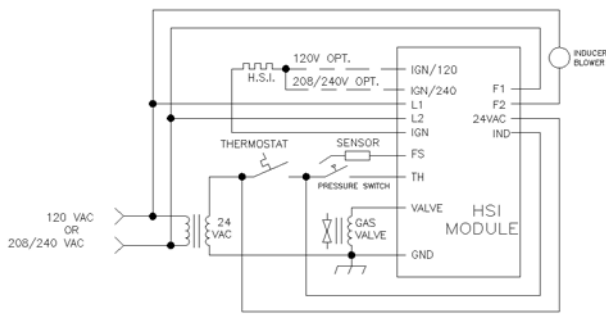 120V OPT.
H.S.I.
208/240V OPT.
IGN/120
IGN/240
L1
L2
IGN
FS
TH
VALVE
GND
F1
F2
24VAC
IND
HSI
MODULE
INDUCER
BLOWER
THERMOSTAT
SENSOR
PRESSURE SWITCH
24
VAC
GAS
VALVE
120 VAC
OR
208/240 VAC